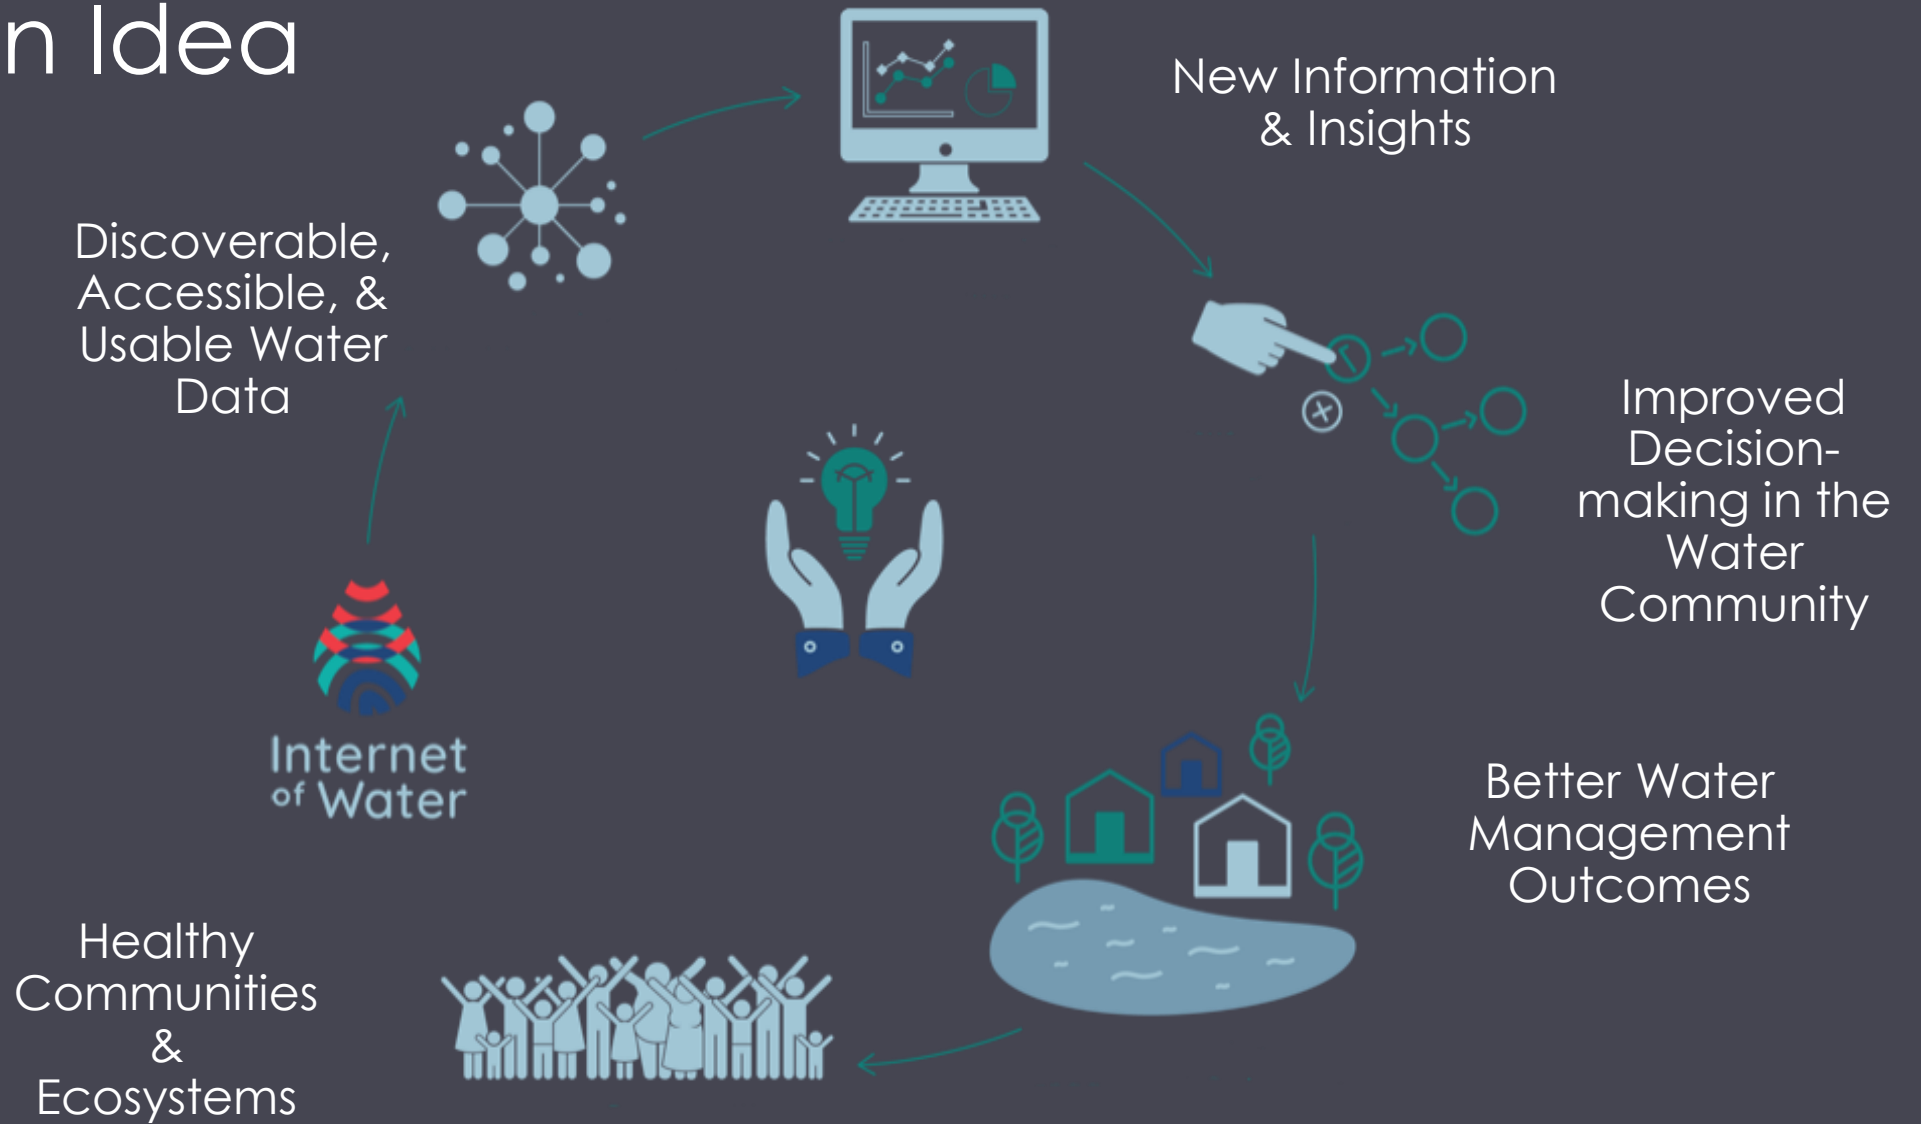 n Idea
New Information
& Insights
Discoverable,
Accessible, &
Usable Water
Data
Improved
Decision-
making in the
Water
Community
Internet
of Water
Better Water
Management
Outcomes
Healthy
Communities
&
Ecosystems